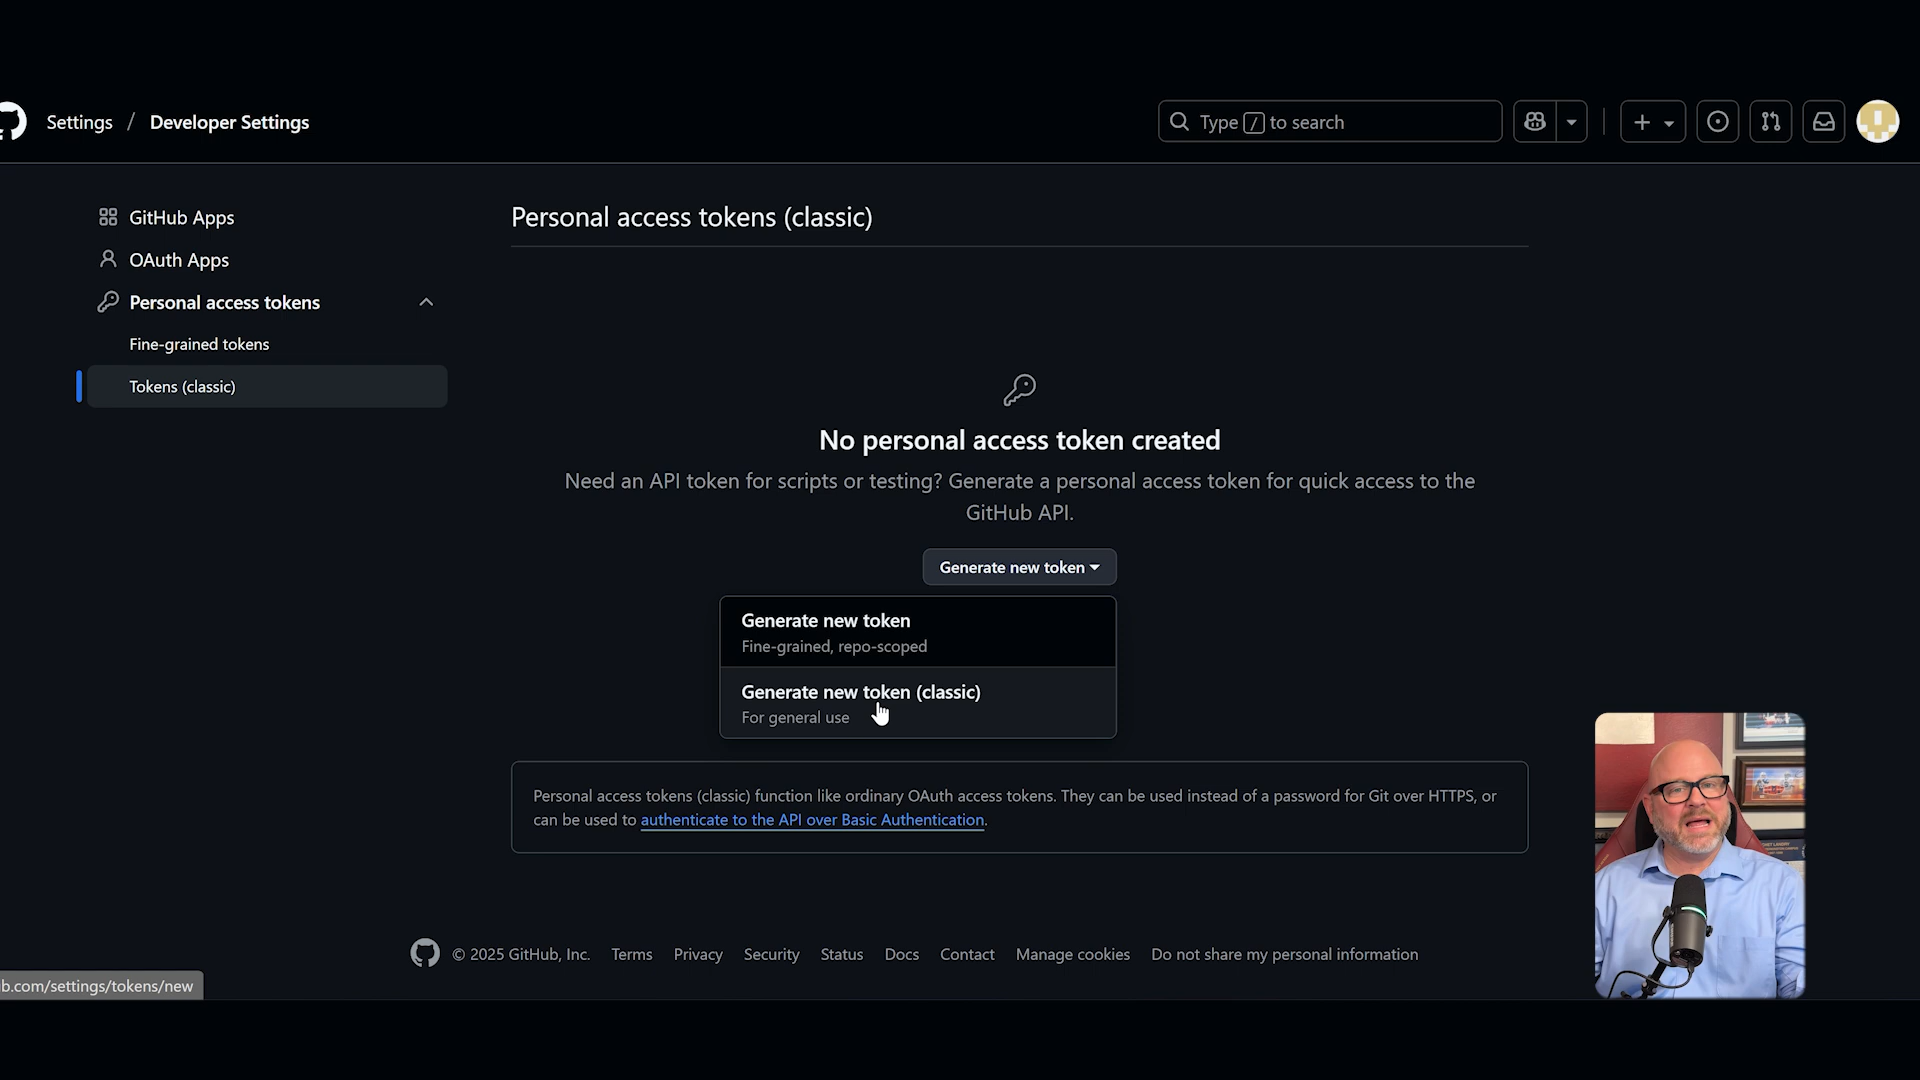 Settings / Developer Settings
Type / to search
GitHub Apps
OAuth Apps
Personal access tokens
Fine-grained tokens
Tokens (classic)
Personal access tokens (classic)
No personal access token created
Need an API token for scripts or testing? Generate a personal access token for quick access to the
GitHub API.
Generate new token
Generate new token
Fine-grained, repo-scoped
Generate new token (classic)
For general use
Personal access tokens (classic) function like ordinary OAuth access tokens. They can be used instead of a password for Git over HTTPS, or
can be used to authenticate to the API over Basic Authentication.
© 2025 GitHub, Inc. Terms Privacy Security Status Docs Contact Manage cookies Do not share my personal information
b.com/settings/tokens/new